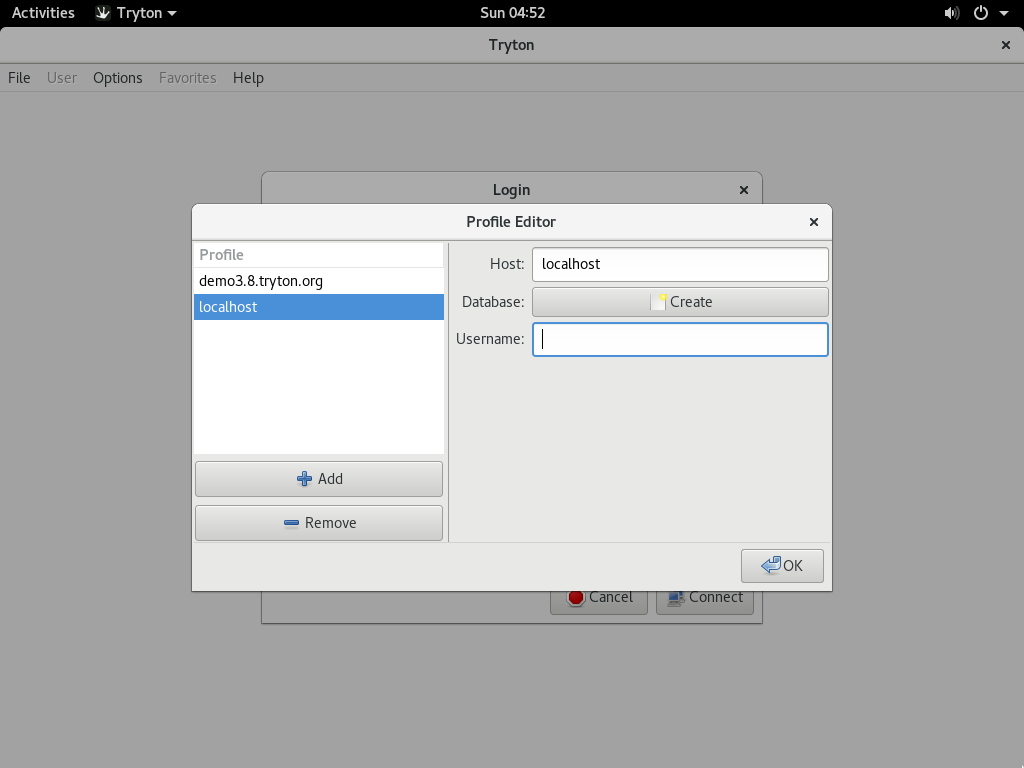 Activities Tryton Sun 04:52
Tryton
File User Options Favorites Help
Login
Profile Editor
Profile
demo3.8.tryton.org
localhost
Host: localhost
Database: Create
Username:
Add
Remove
OK
Cancel Connect